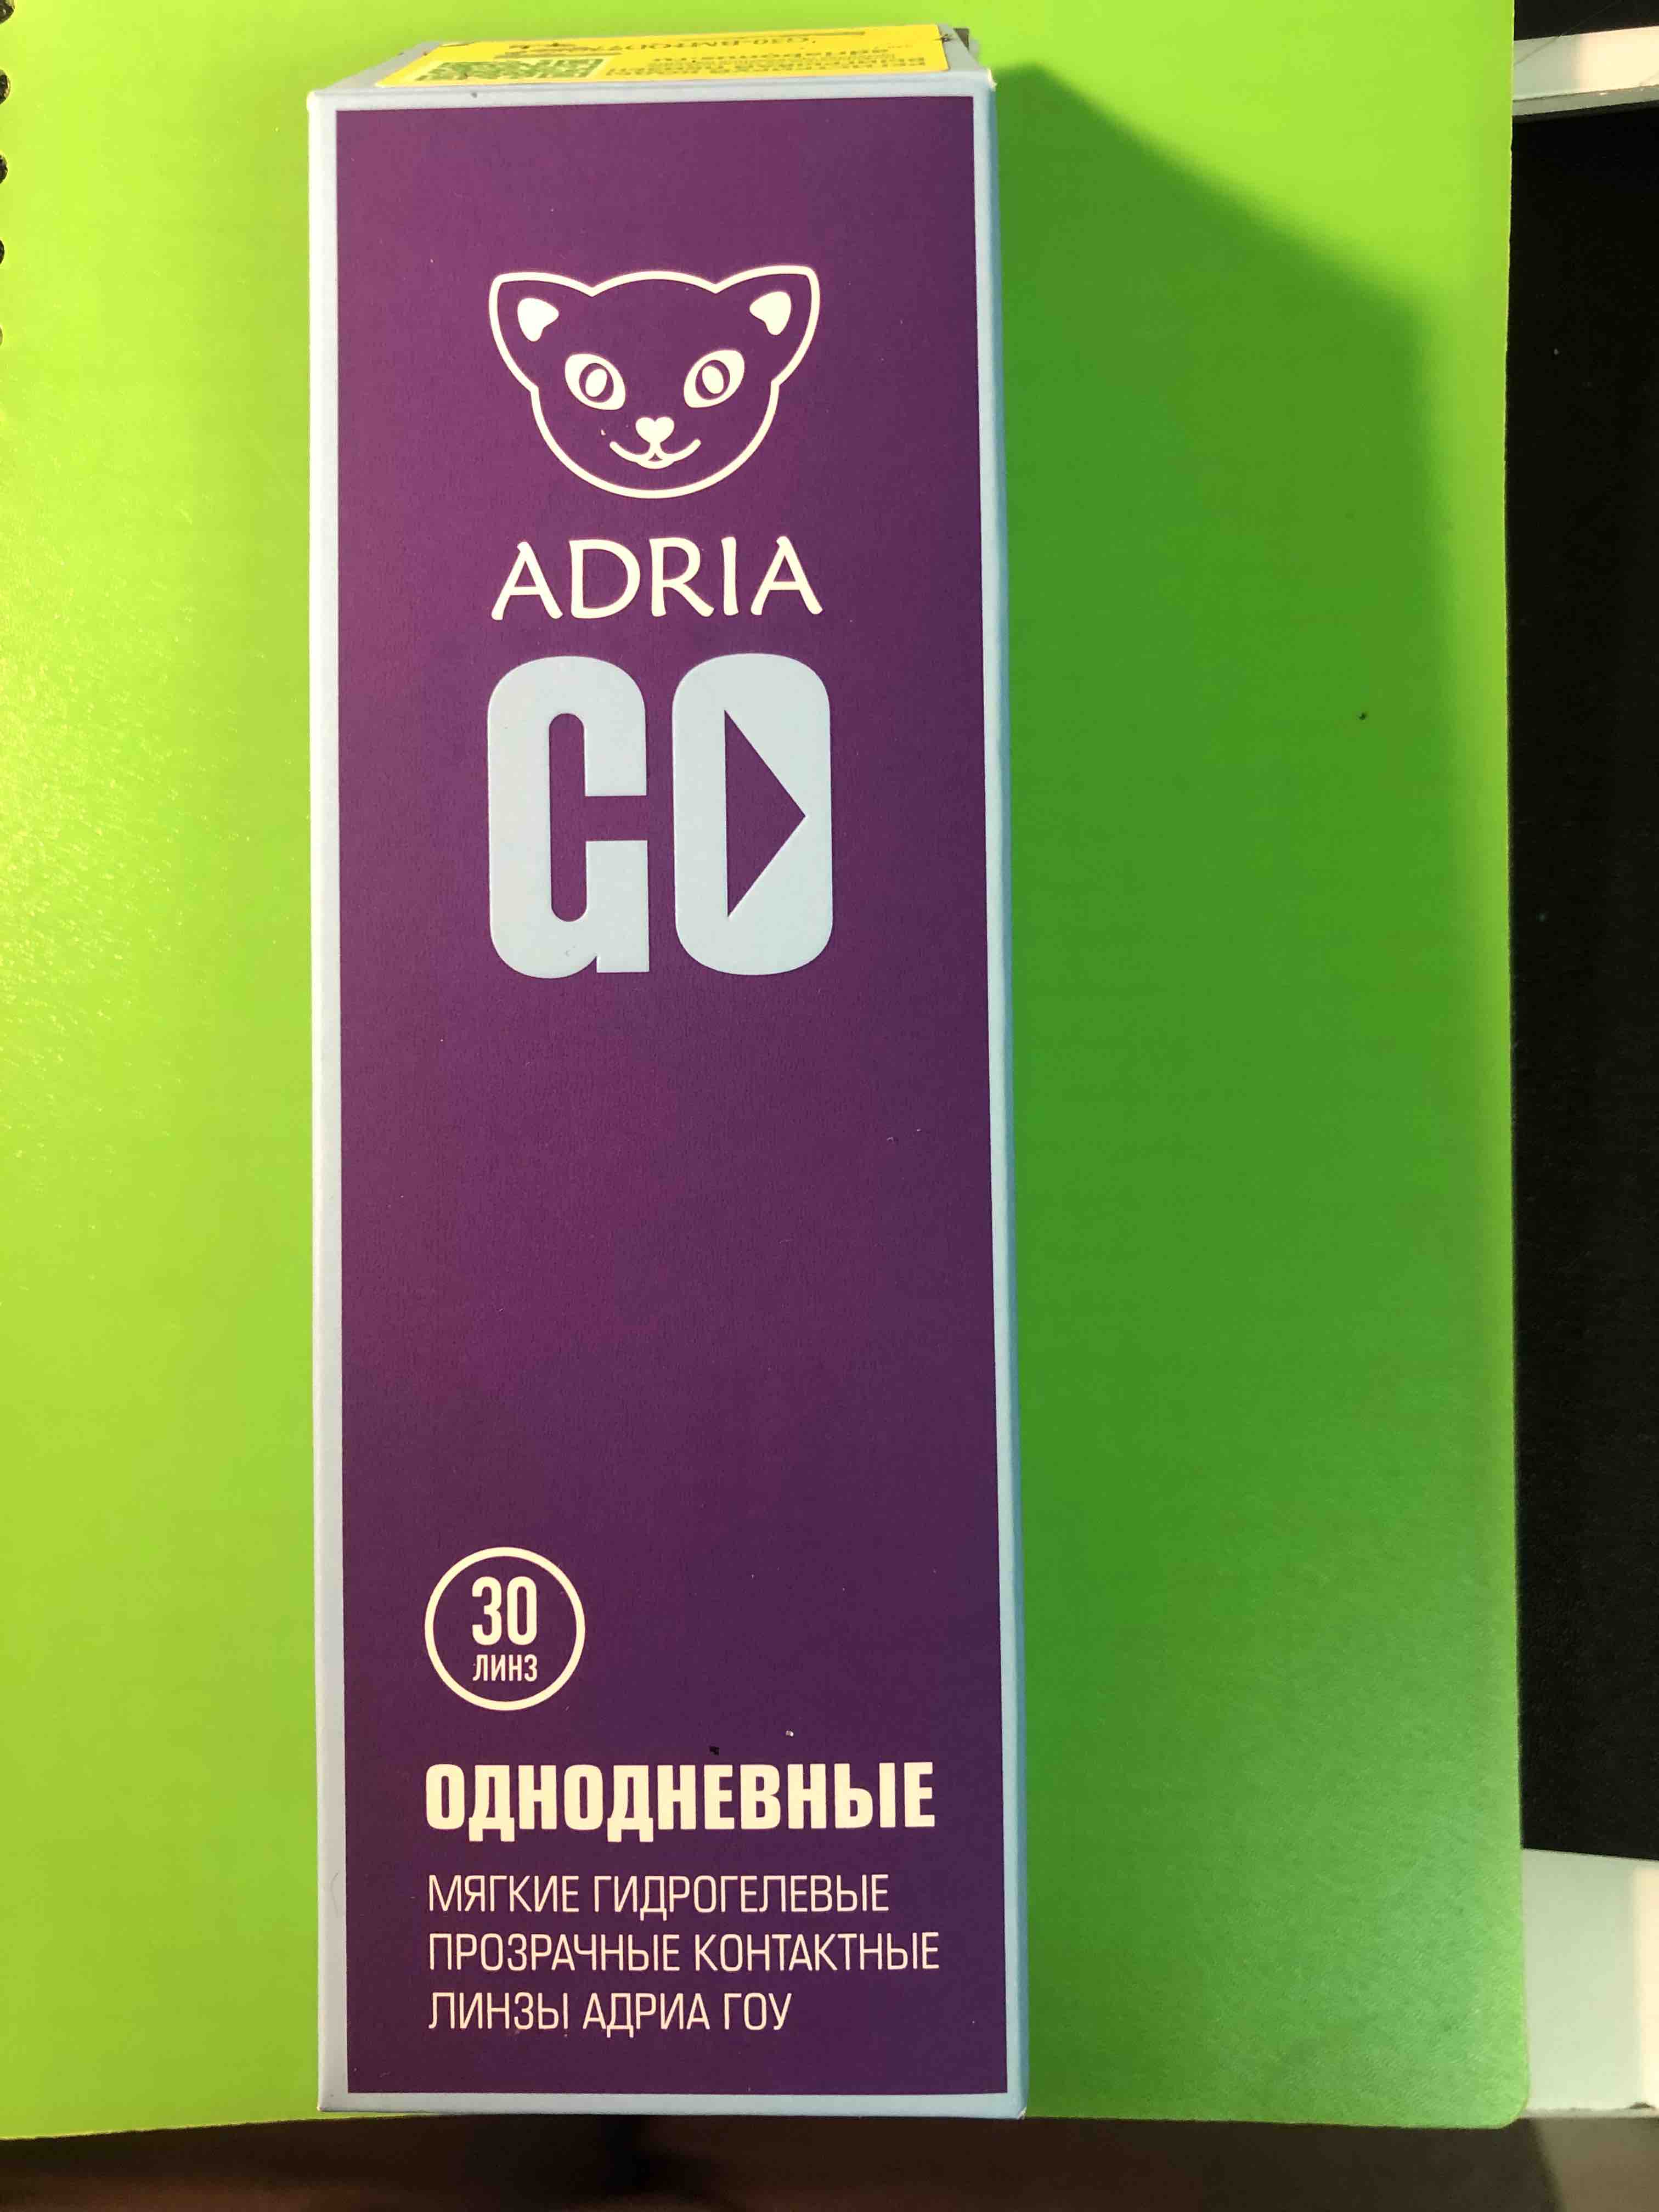 ADRIA
GO
30
ЛИНЗ
ОДНОДНЕВНЫЕ
МЯГКИЕ ГИДРОГЕЛЕВЫЕ
ПРОЗРАЧНЫЕ КОНТАКТНЫЕ
ЛИНЗЫ АДРИА ГОУ